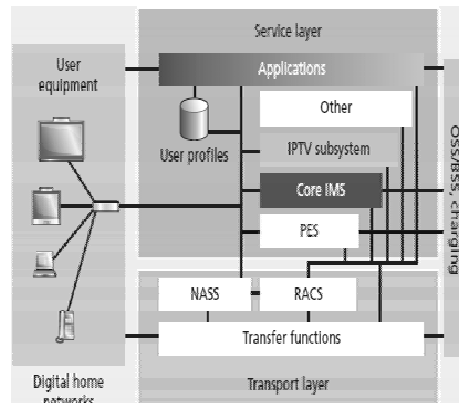 Service layer
User
equipment
Applications
Other
User profiles
IPTV subsystem
Core IMS
PES
OSS/BSS, charging
NASS
RACS
Transfer functions
Digital home
networks
Transport layer